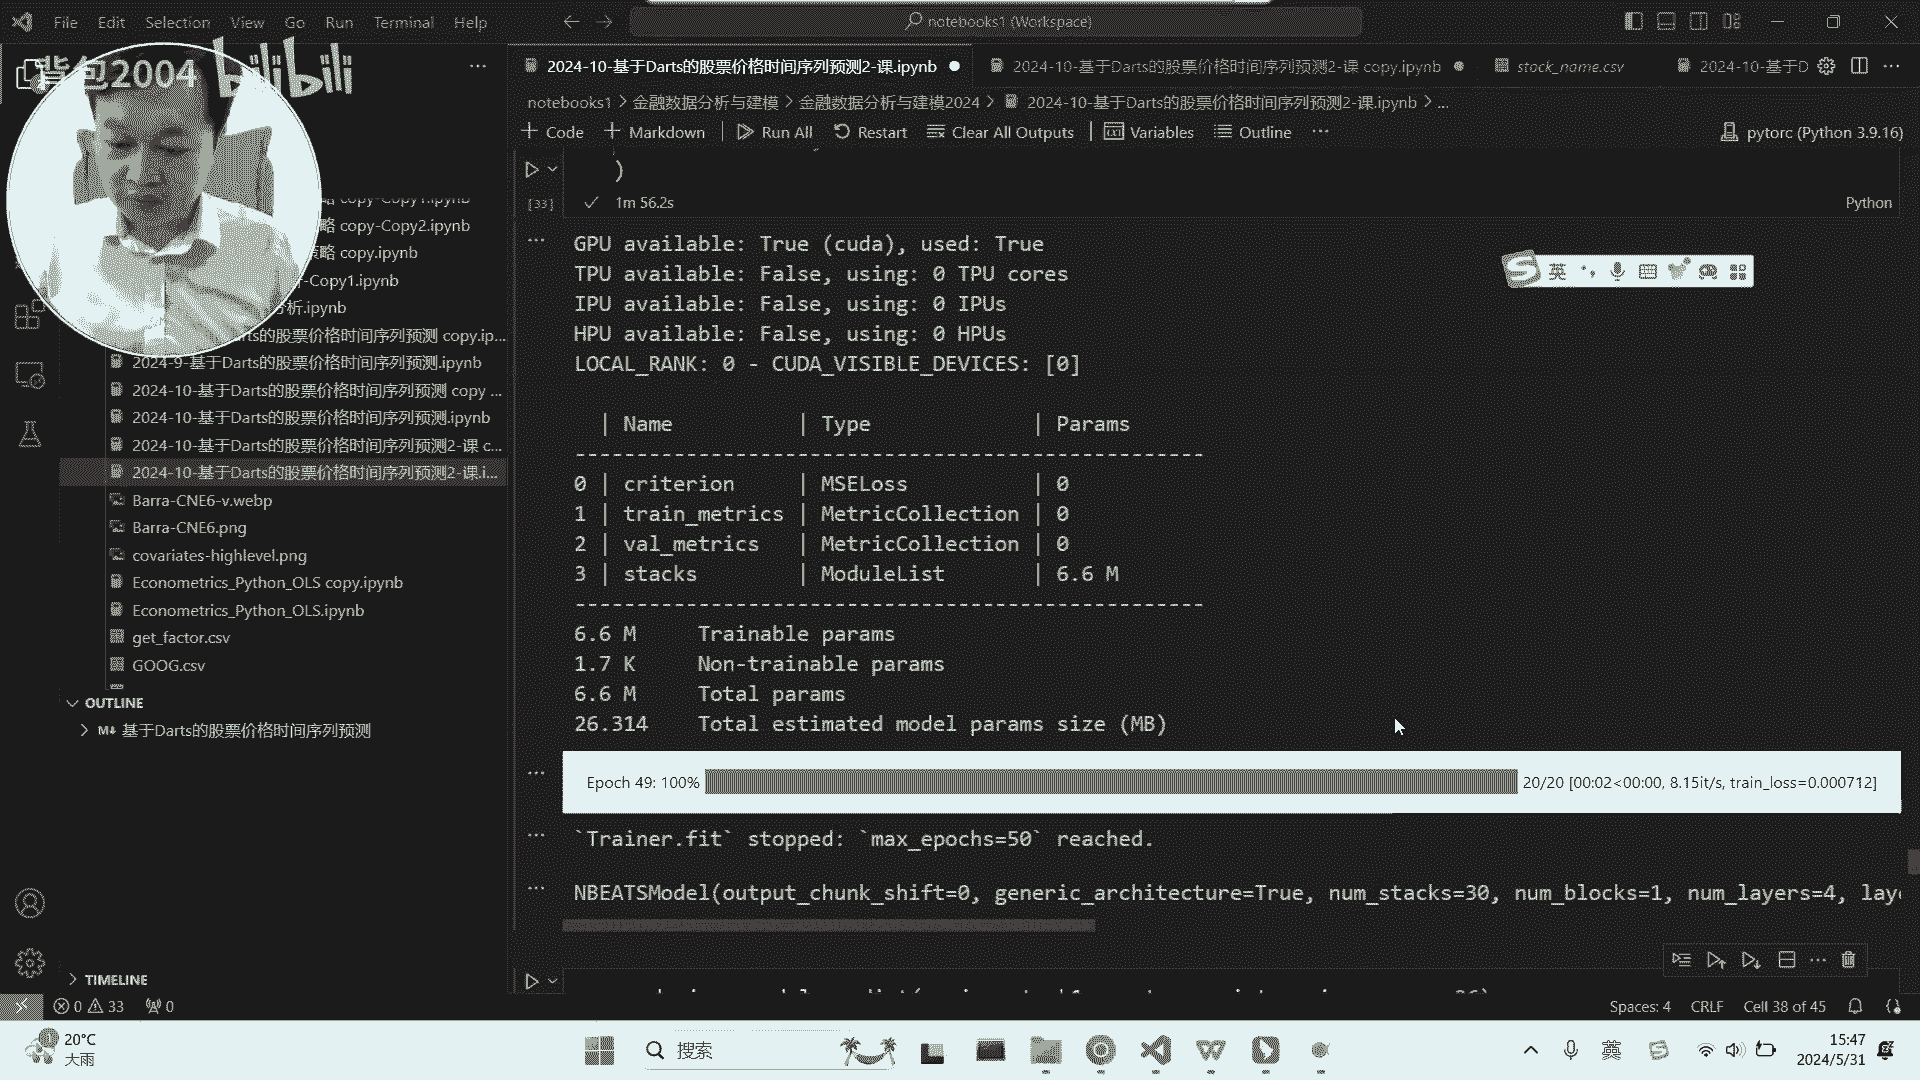 File Edit Selection View Go Run Terminal Help
notebooks1 (Workspace)
背包2004 bilibili
2024-10-基于Darts的股票价格时间序列预测2-课.ipynb
2024-10-基于Darts的股票价格时间序列预测2-课 copy.ipynb
stock_name.csv
2024-10-基于D
notebooks1 > 金融数据分析与建模 > 金融数据分析与建模2024 > 2024-10-基于Darts的股票价格时间序列预测2-课.ipynb > ...
+ Code + Markdown Run All Restart Clear All Outputs Variables Outline ...
pytorc (Python 3.9.16)
)
[33] 1m 56.2s
Python
略 copy-Copy1.ipynb
略 copy-Copy2.ipynb
策略 copy.ipynb
-Copy1.ipynb
分析.ipynb
rts的股票价格时间序列预测 copy.ip...
2024-9-基于Darts的股票价格时间序列预测.ipynb
2024-10-基于Darts的股票价格时间序列预测 copy ...
2024-10-基于Darts的股票价格时间序列预测.ipynb
2024-10-基于Darts的股票价格时间序列预测2-课 c...
2024-10-基于Darts的股票价格时间序列预测2-课.i...
Barra-CNE6-v.webp
Barra-CNE6.png
covariates-highlevel.png
Econometrics_Python_OLS copy.ipynb
Econometrics_Python_OLS.ipynb
get_factor.csv
GOOG.csv
OUTLINE
M↓ 基于Darts的股票价格时间序列预测
TIMELINE
GPU available: True (cuda), used: True
TPU available: False, using: 0 TPU cores
IPU available: False, using: 0 IPUs
HPU available: False, using: 0 HPUs
LOCAL_RANK: 0 - CUDA_VISIBLE_DEVICES: [0]
英
| Name | Type | Params
---------------------------------------------------
0 | criterion | MSELoss | 0
1 | train_metrics | MetricCollection | 0
2 | val_metrics | MetricCollection | 0
3 | stacks | ModuleList | 6.6 M
---------------------------------------------------
6.6 M Trainable params
1.7 K Non-trainable params
6.6 M Total params
26.314 Total estimated model params size (MB)
Epoch 49: 100% 20/20 [00:02<00:00, 8.15it/s, train_loss=0.000712]
`Trainer.fit` stopped: `max_epochs=50` reached.
NBEATSModel(output_chunk_shift=0, generic_architecture=True, num_stacks=30, num_blocks=1, num_layers=4, lay
0 33 0
Spaces: 4 CRLF Cell 38 of 45
20°C
大雨
搜索
英
15:47
2024/5/31